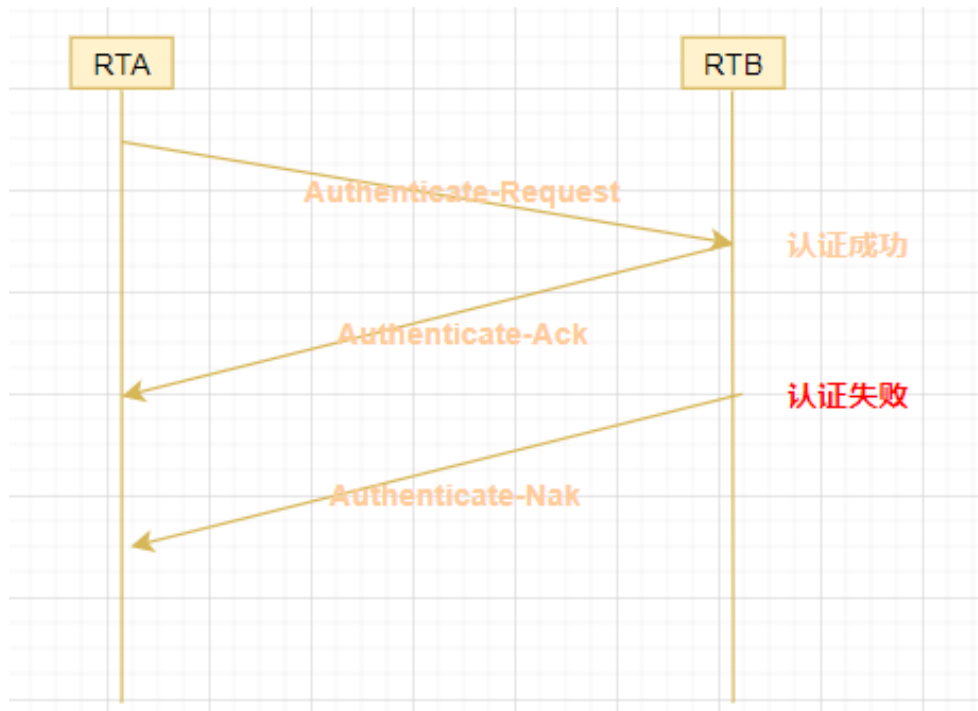 RTA
RTB
Authenticate-Request
认证成功
Authenticate-Ack
认证失败
Authenticate-Nak